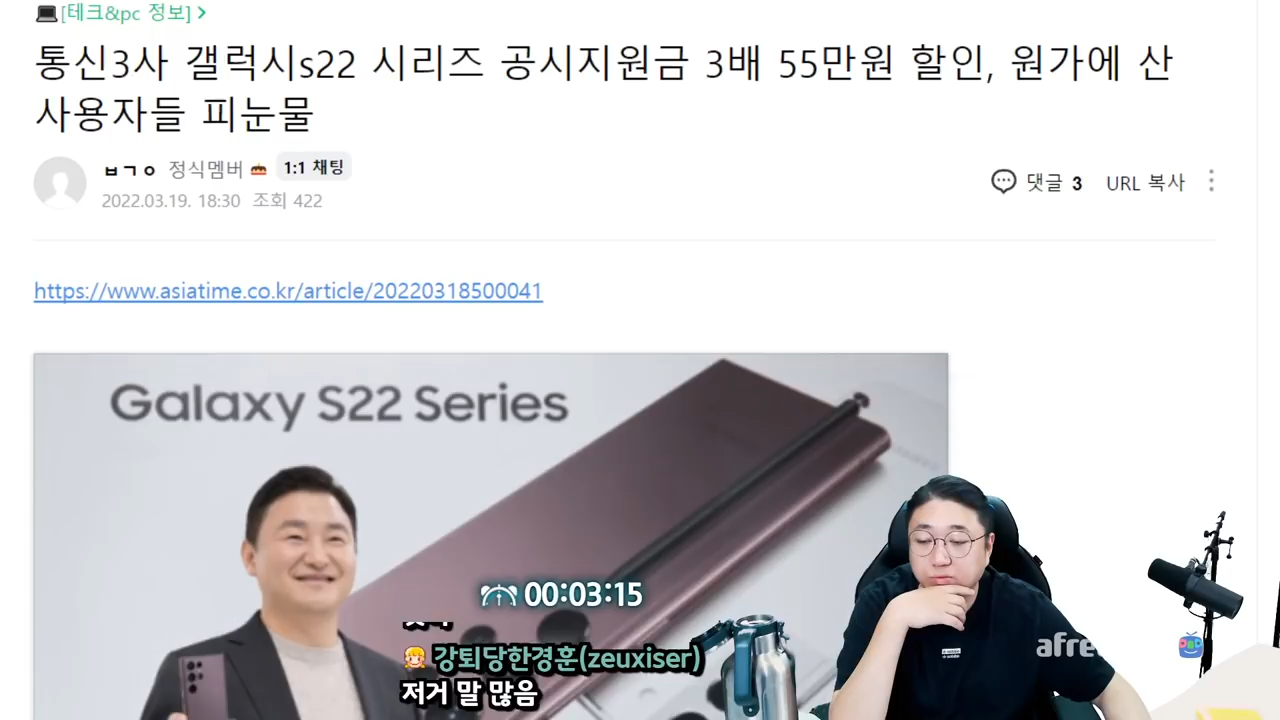 [테크&pc 정보] >
통신3사 갤럭시s22 시리즈 공시지원금 3배 55만원 할인, 원가에 산
사용자들 피눈물
ㅂㄱㅇ 정식멤버 1:1 채팅
2022.03.19. 18:30 조회 422
댓글 3 URL 복사
https://www.asiatime.co.kr/article/20220318500041
Galaxy S22 Series
00:03:15
강퇴당한경훈(zeuxiser)
저거 말 많음